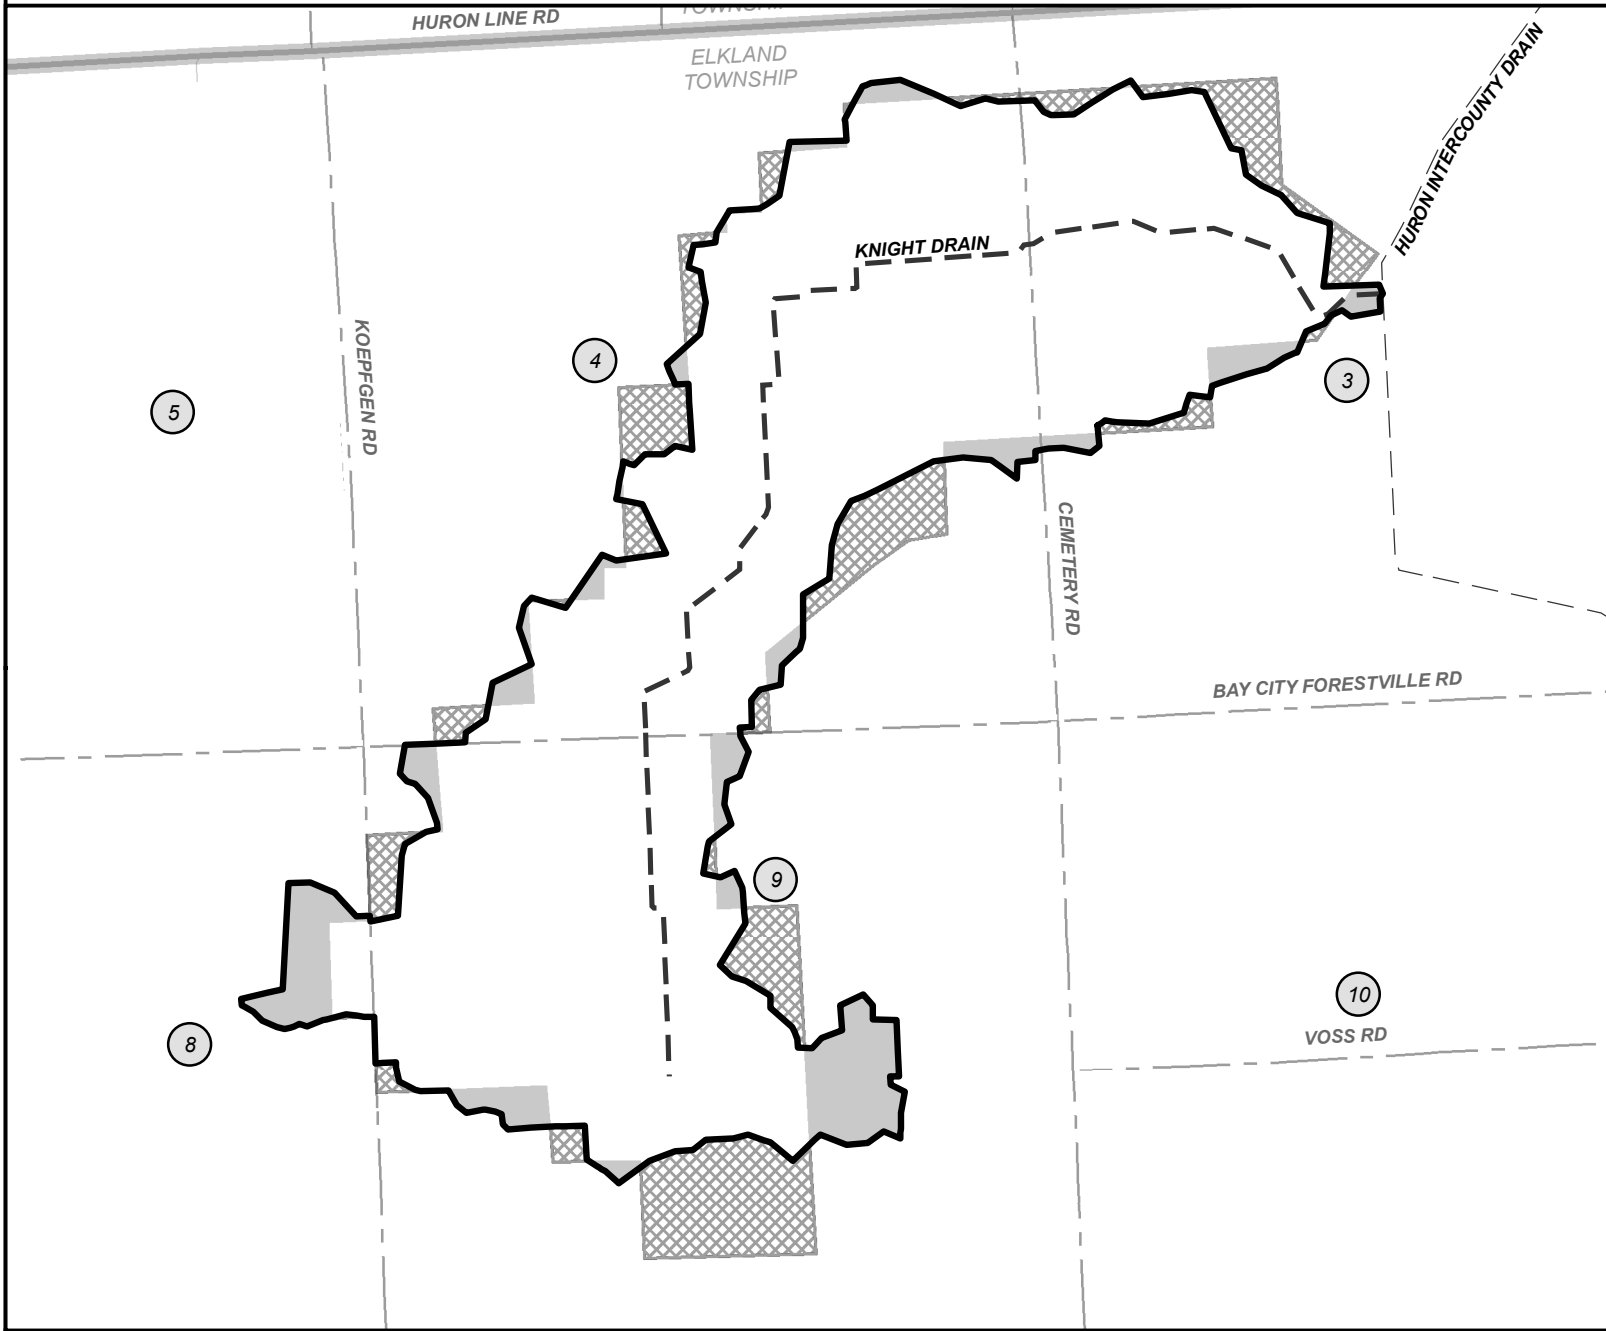 TOWNSHIP
HURON LINE RD
ELKLAND
TOWNSHIP
HURON INTERCOUNTY DRAIN
KNIGHT DRAIN
KOEPFGEN RD
4
3
5
CEMETERY RD
BAY CITY FORESTVILLE RD
9
10
8
VOSS RD